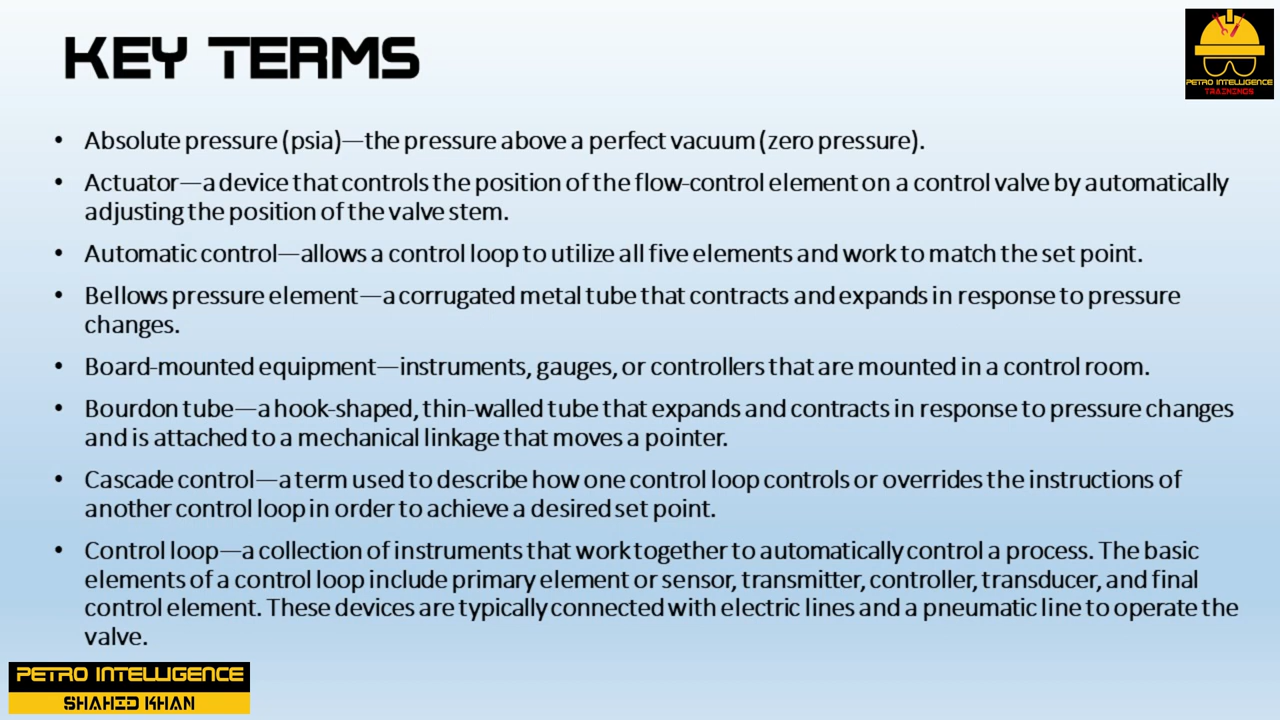 KEY TERMS
PETRO INTELLIGENCE
TRAININGS
• Absolute pressure (psia)—the pressure above a perfect vacuum (zero pressure).
• Actuator—a device that controls the position of the flow-control element on a control valve by automatically
adjusting the position of the valve stem.
• Automatic control—allows a control loop to utilize all five elements and work to match the set point.
• Bellows pressure element—a corrugated metal tube that contracts and expands in response to pressure
changes.
• Board-mounted equipment—instruments, gauges, or controllers that are mounted in a control room.
• Bourdon tube—a hook-shaped, thin-walled tube that expands and contracts in response to pressure changes
and is attached to a mechanical linkage that moves a pointer.
• Cascade control—a term used to describe how one control loop controls or overrides the instructions of
another control loop in order to achieve a desired set point.
• Control loop—a collection of instruments that work together to automatically control a process. The basic
elements of a control loop include primary element or sensor, transmitter, controller, transducer, and final
control element. These devices are typically connected with electric lines and a pneumatic line to operate the
valve.
PETRO INTELLIGENCE
SHAHID KHAN